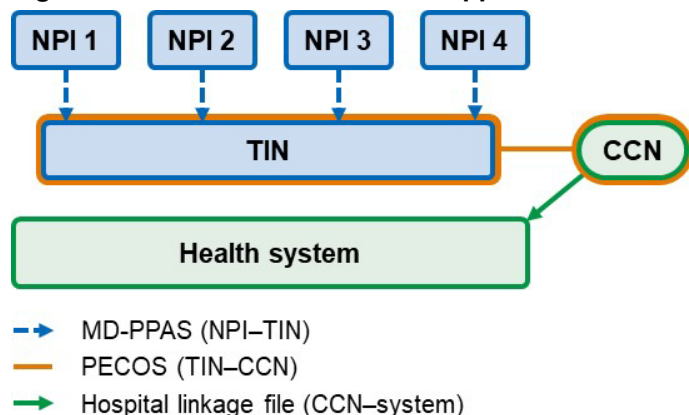 NPI 1 NPI 2 NPI 3 NPI 4
TIN CCN
Health system
MD-PPAS (NPI–TIN)
PECOS (TIN–CCN)
Hospital linkage file (CCN–system)